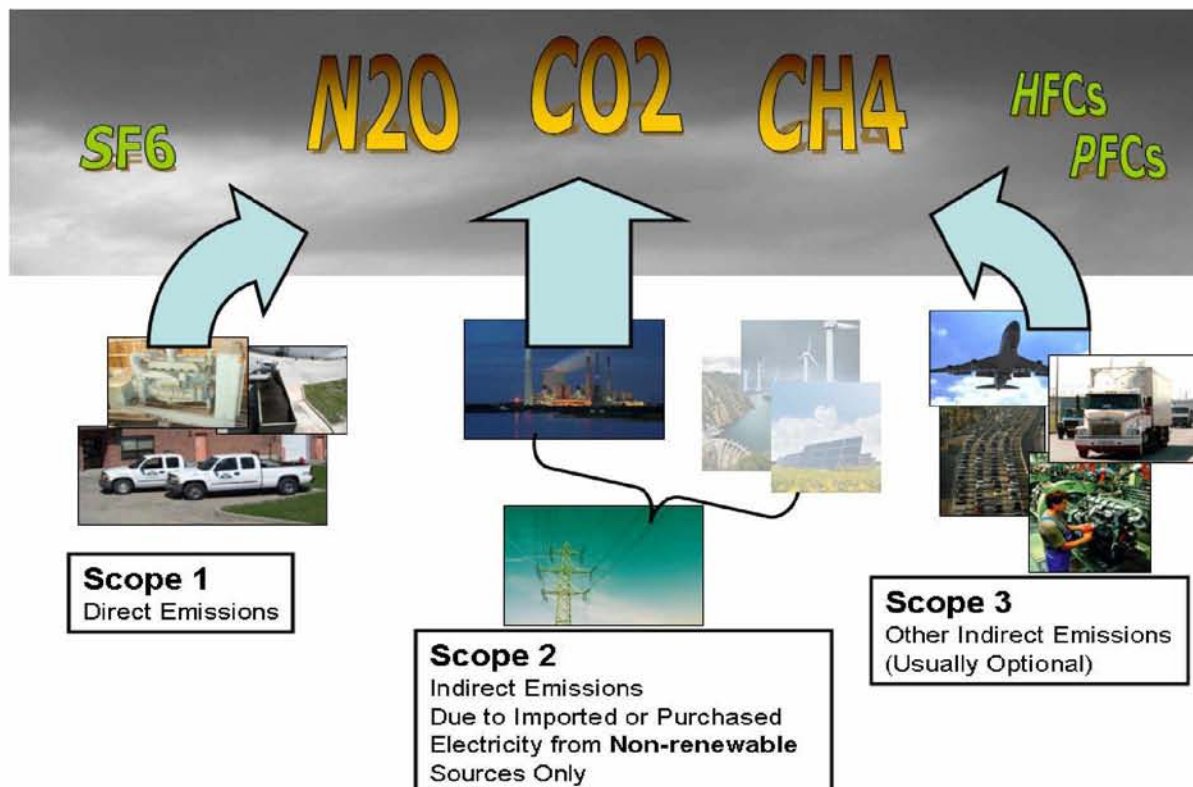 SF6
N2O
CO2
CH4
HFCs
PFCs
Scope 1
Direct Emissions
Scope 2
Indirect Emissions
Due to Imported or Purchased
Electricity from Non-renewable
Sources Only
Scope 3
Other Indirect Emissions
(Usually Optional)